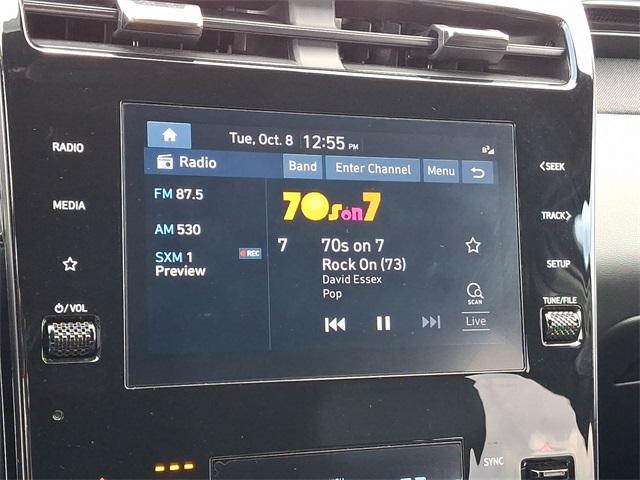 Tue, Oct. 8 12:55 PM
Radio Band Enter Channel Menu
FM 87.5
AM 530
SXM 1
REC
Preview
70s on 7
7 70s on 7
Rock On (73)
David Essex
Pop
SCAN
Live
RADIO
MEDIA
VOL
SEEK
TRACK
SETUP
TUNE/FILE
SYNC